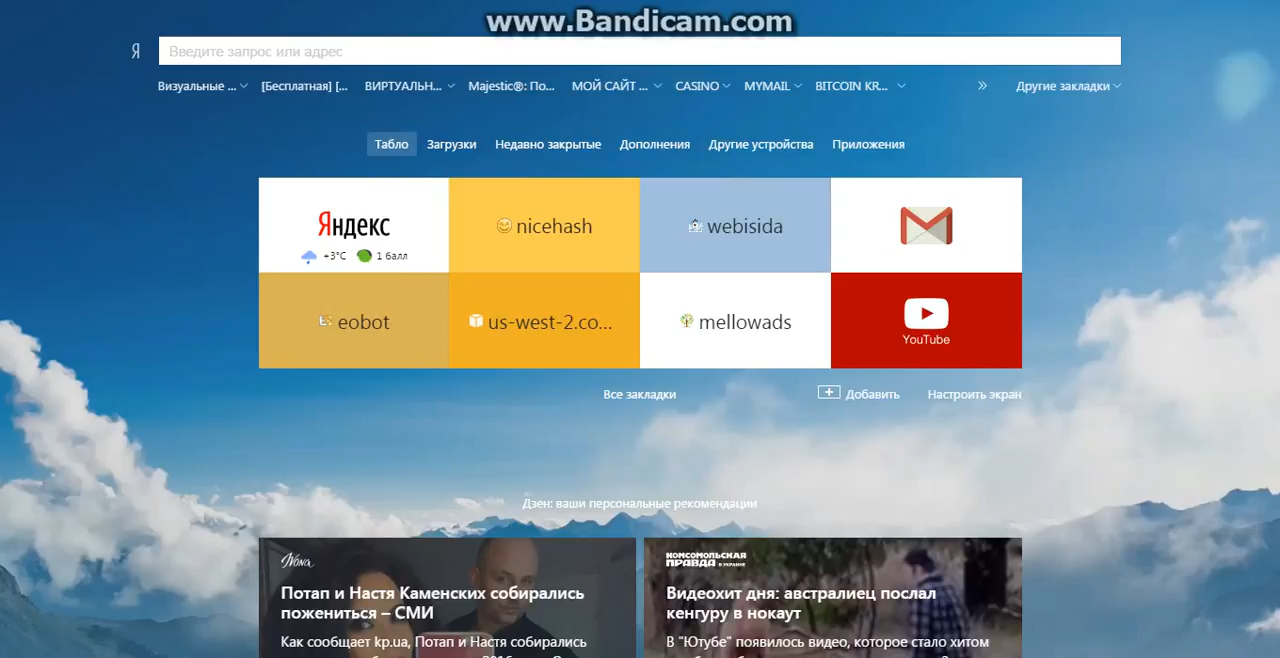 www.Bandicam.com
Я Введите запрос или адрес
Визуальные ... [Бесплатная] [... ВИРТУАЛЬН... Majestic®: По... МОЙ САЙТ ... CASINO MYMAIL BITCOIN KR... » Другие закладки
Табло Загрузки Недавно закрытые Дополнения Другие устройства Приложения
Яндекс
+3°C 1 балл
nicehash
webisida
eobot
us-west-2.co...
mellowads
YouTube
Все закладки Добавить Настроить экран
Дзен: ваши персональные рекомендации
Ivona
Потап и Настя Каменских собирались
пожениться – СМИ
Как сообщает kp.ua, Потап и Настя собирались
КОМСОМОЛЬСКАЯ
ПРАВДА В УКРАИНЕ
Видеохит дня: австралиец послал
кенгуру в нокаут
В "Ютубе" появилось видео, которое стало хитом